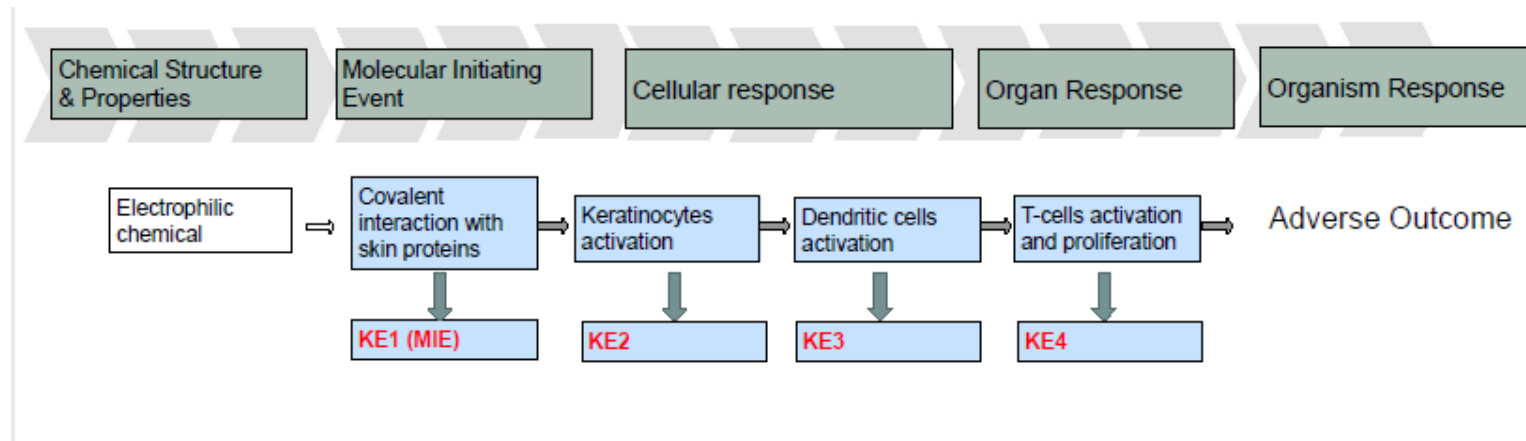 Chemical Structure
& Properties
Molecular Initiating
Event
Cellular response
Organ Response
Organism Response
Electrophilic
chemical
Covalent
interaction with
skin proteins
Keratinocytes
activation
Dendritic cells
activation
T-cells activation
and proliferation
Adverse Outcome
KE1 (MIE)
KE2
KE3
KE4